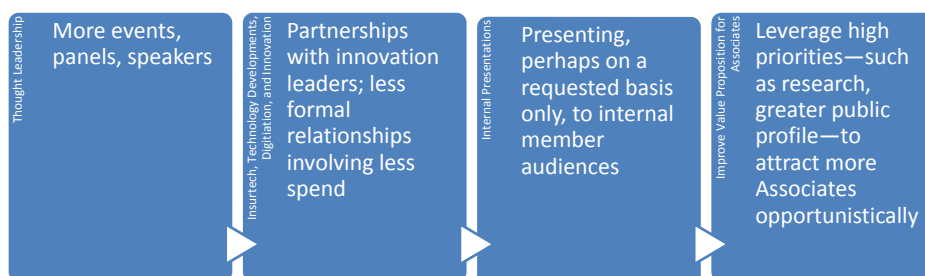 Thought Leadership
More events,
panels, speakers
Insurtech, Technology Developments,
Digitiation, and Innovation
Partnerships
with innovation
leaders; less
formal
relationships
involving less
spend
Internal Presentations
Presenting,
perhaps on a
requested basis
only, to internal
member
audiences
Improve Value Proposition for
Associates
Leverage high
priorities—such
as research,
greater public
profile—to
attract more
Associates
opportunistically